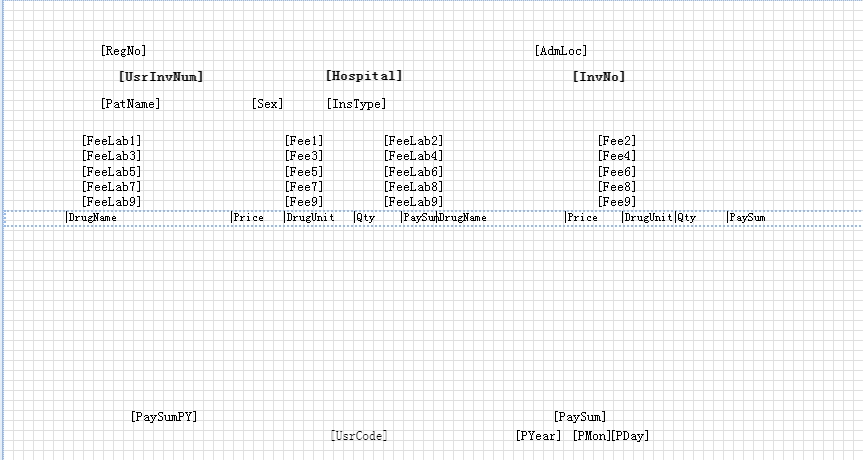 [RegNo] [AdmLoc]
[UsrInvNum] [Hospital] [InvNo]
[PatName] [Sex] [InsType]
[FeeLab1] [Fee1] [FeeLab2] [Fee2]
[FeeLab3] [Fee3] [FeeLab4] [Fee4]
[FeeLab5] [Fee5] [FeeLab6] [Fee6]
[FeeLab7] [Fee7] [FeeLab8] [Fee8]
[FeeLab9] [Fee9] [FeeLab9] [Fee9]
DrugName Price DrugUnit Qty PaySum DrugName Price DrugUnit Qty PaySum
[PaySumPY] [PaySum]
[UsrCode] [PYear] [PMon][PDay]